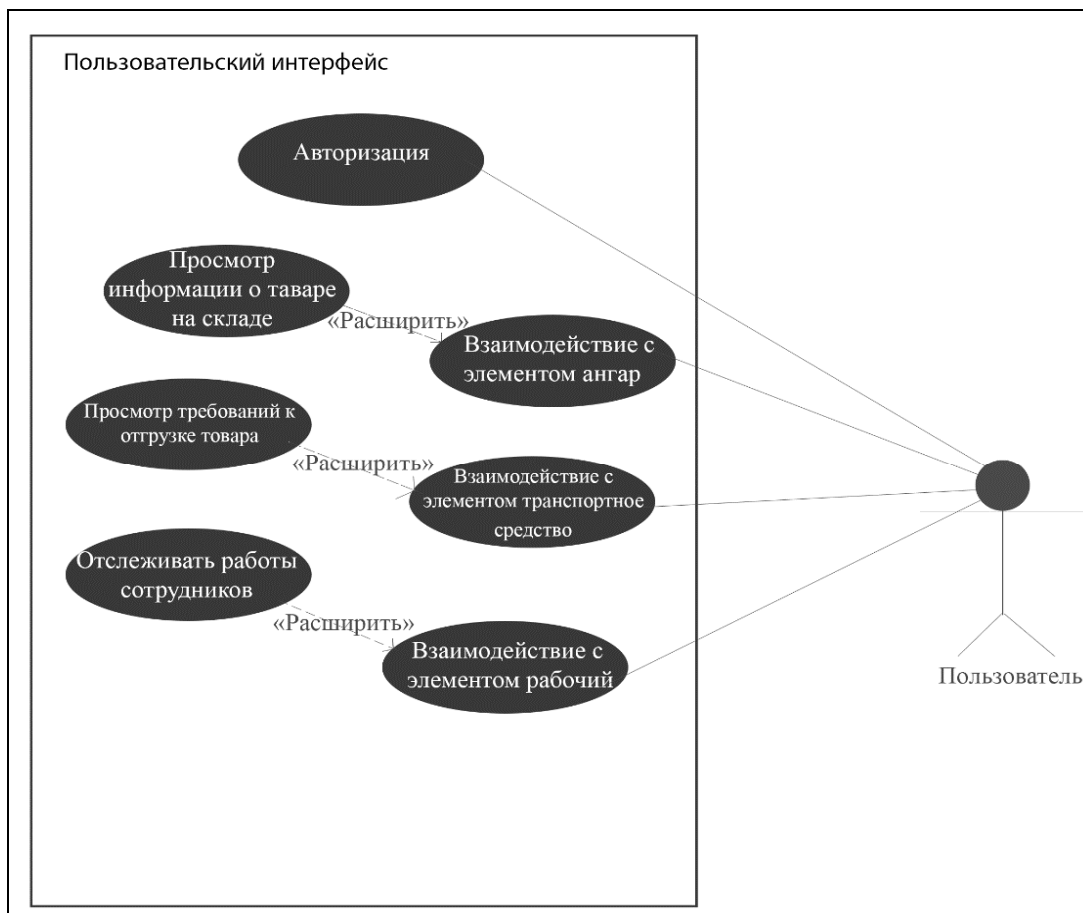 Пользовательский интерфейс
Авторизация
Просмотр
информации о таваре
на складе
«Расширить»
Взаимодействие с
элементом ангар
Просмотр требований к
отгрузке товара
«Расширить»
Взаимодействие с
элементом транспортное
средство
Отслеживать работы
сотрудников
«Расширить»
Взаимодействие с
элементом рабочий
Пользователь